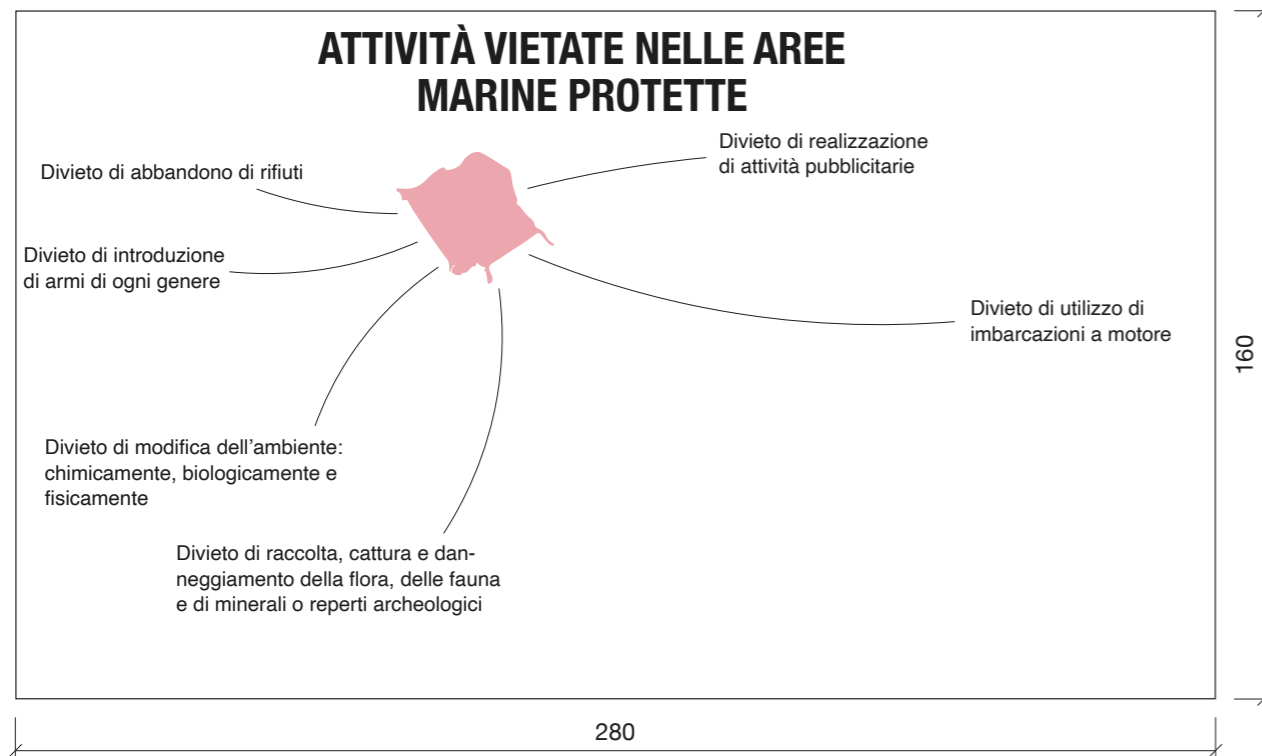 ATTIVITÀ VIETATE NELLE AREE
MARINE PROTETTE
Divieto di abbandono di rifiuti
Divieto di realizzazione
di attività pubblicitarie
Divieto di introduzione
di armi di ogni genere
Divieto di utilizzo di
imbarcazioni a motore
Divieto di modifica dell'ambiente:
chimicamente, biologicamente e
fisicamente
Divieto di raccolta, cattura e dan-
neggiamento della flora, delle fauna
e di minerali o reperti archeologici
160
280